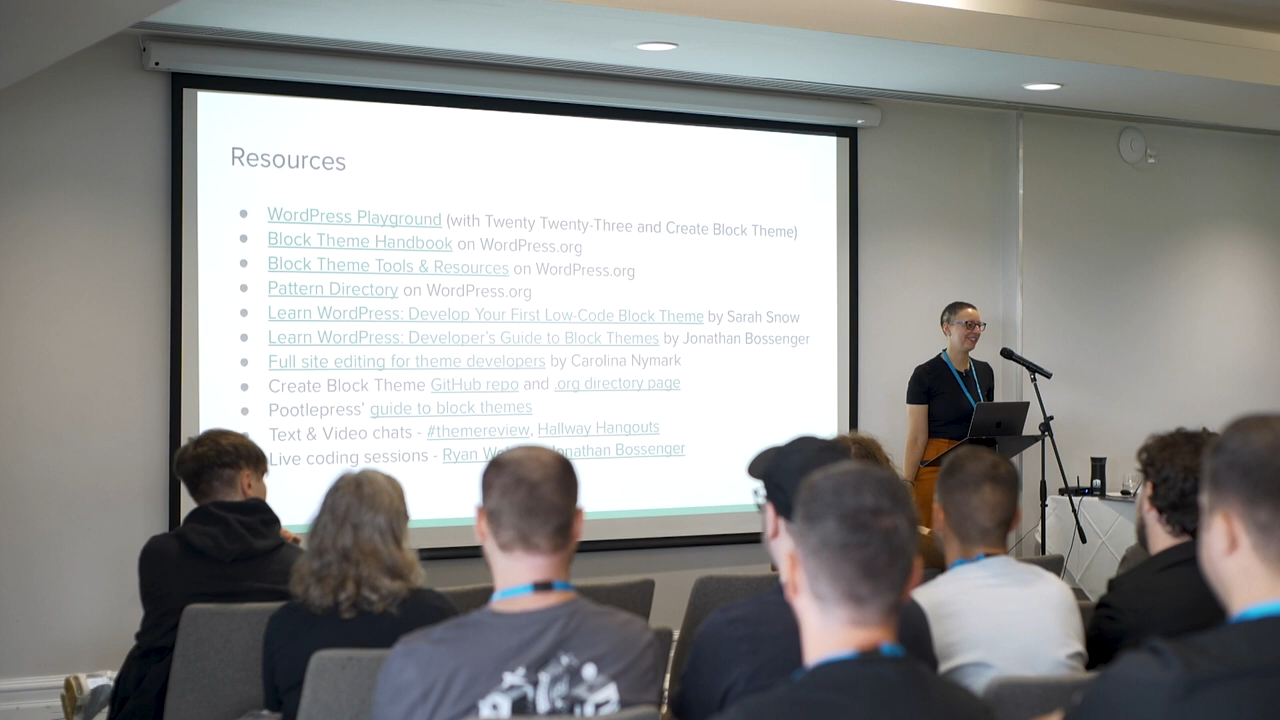 Resources
WordPress Playground (with Twenty Twenty-Three and Create Block Theme)
Block Theme Handbook on WordPress.org
Block Theme Tools & Resources on WordPress.org
Pattern Directory on WordPress.org
Learn WordPress: Develop Your First Low-Code Block Theme by Sarah Snow
Learn WordPress: Developer's Guide to Block Themes by Jonathan Bossenger
Full site editing for theme developers by Carolina Nymark
Create Block Theme GitHub repo and .org directory page
Pootlepress' guide to block themes
Text & Video chats - #themereview, Hallway Hangouts
Live coding sessions - Ryan Jonathan Bossenger